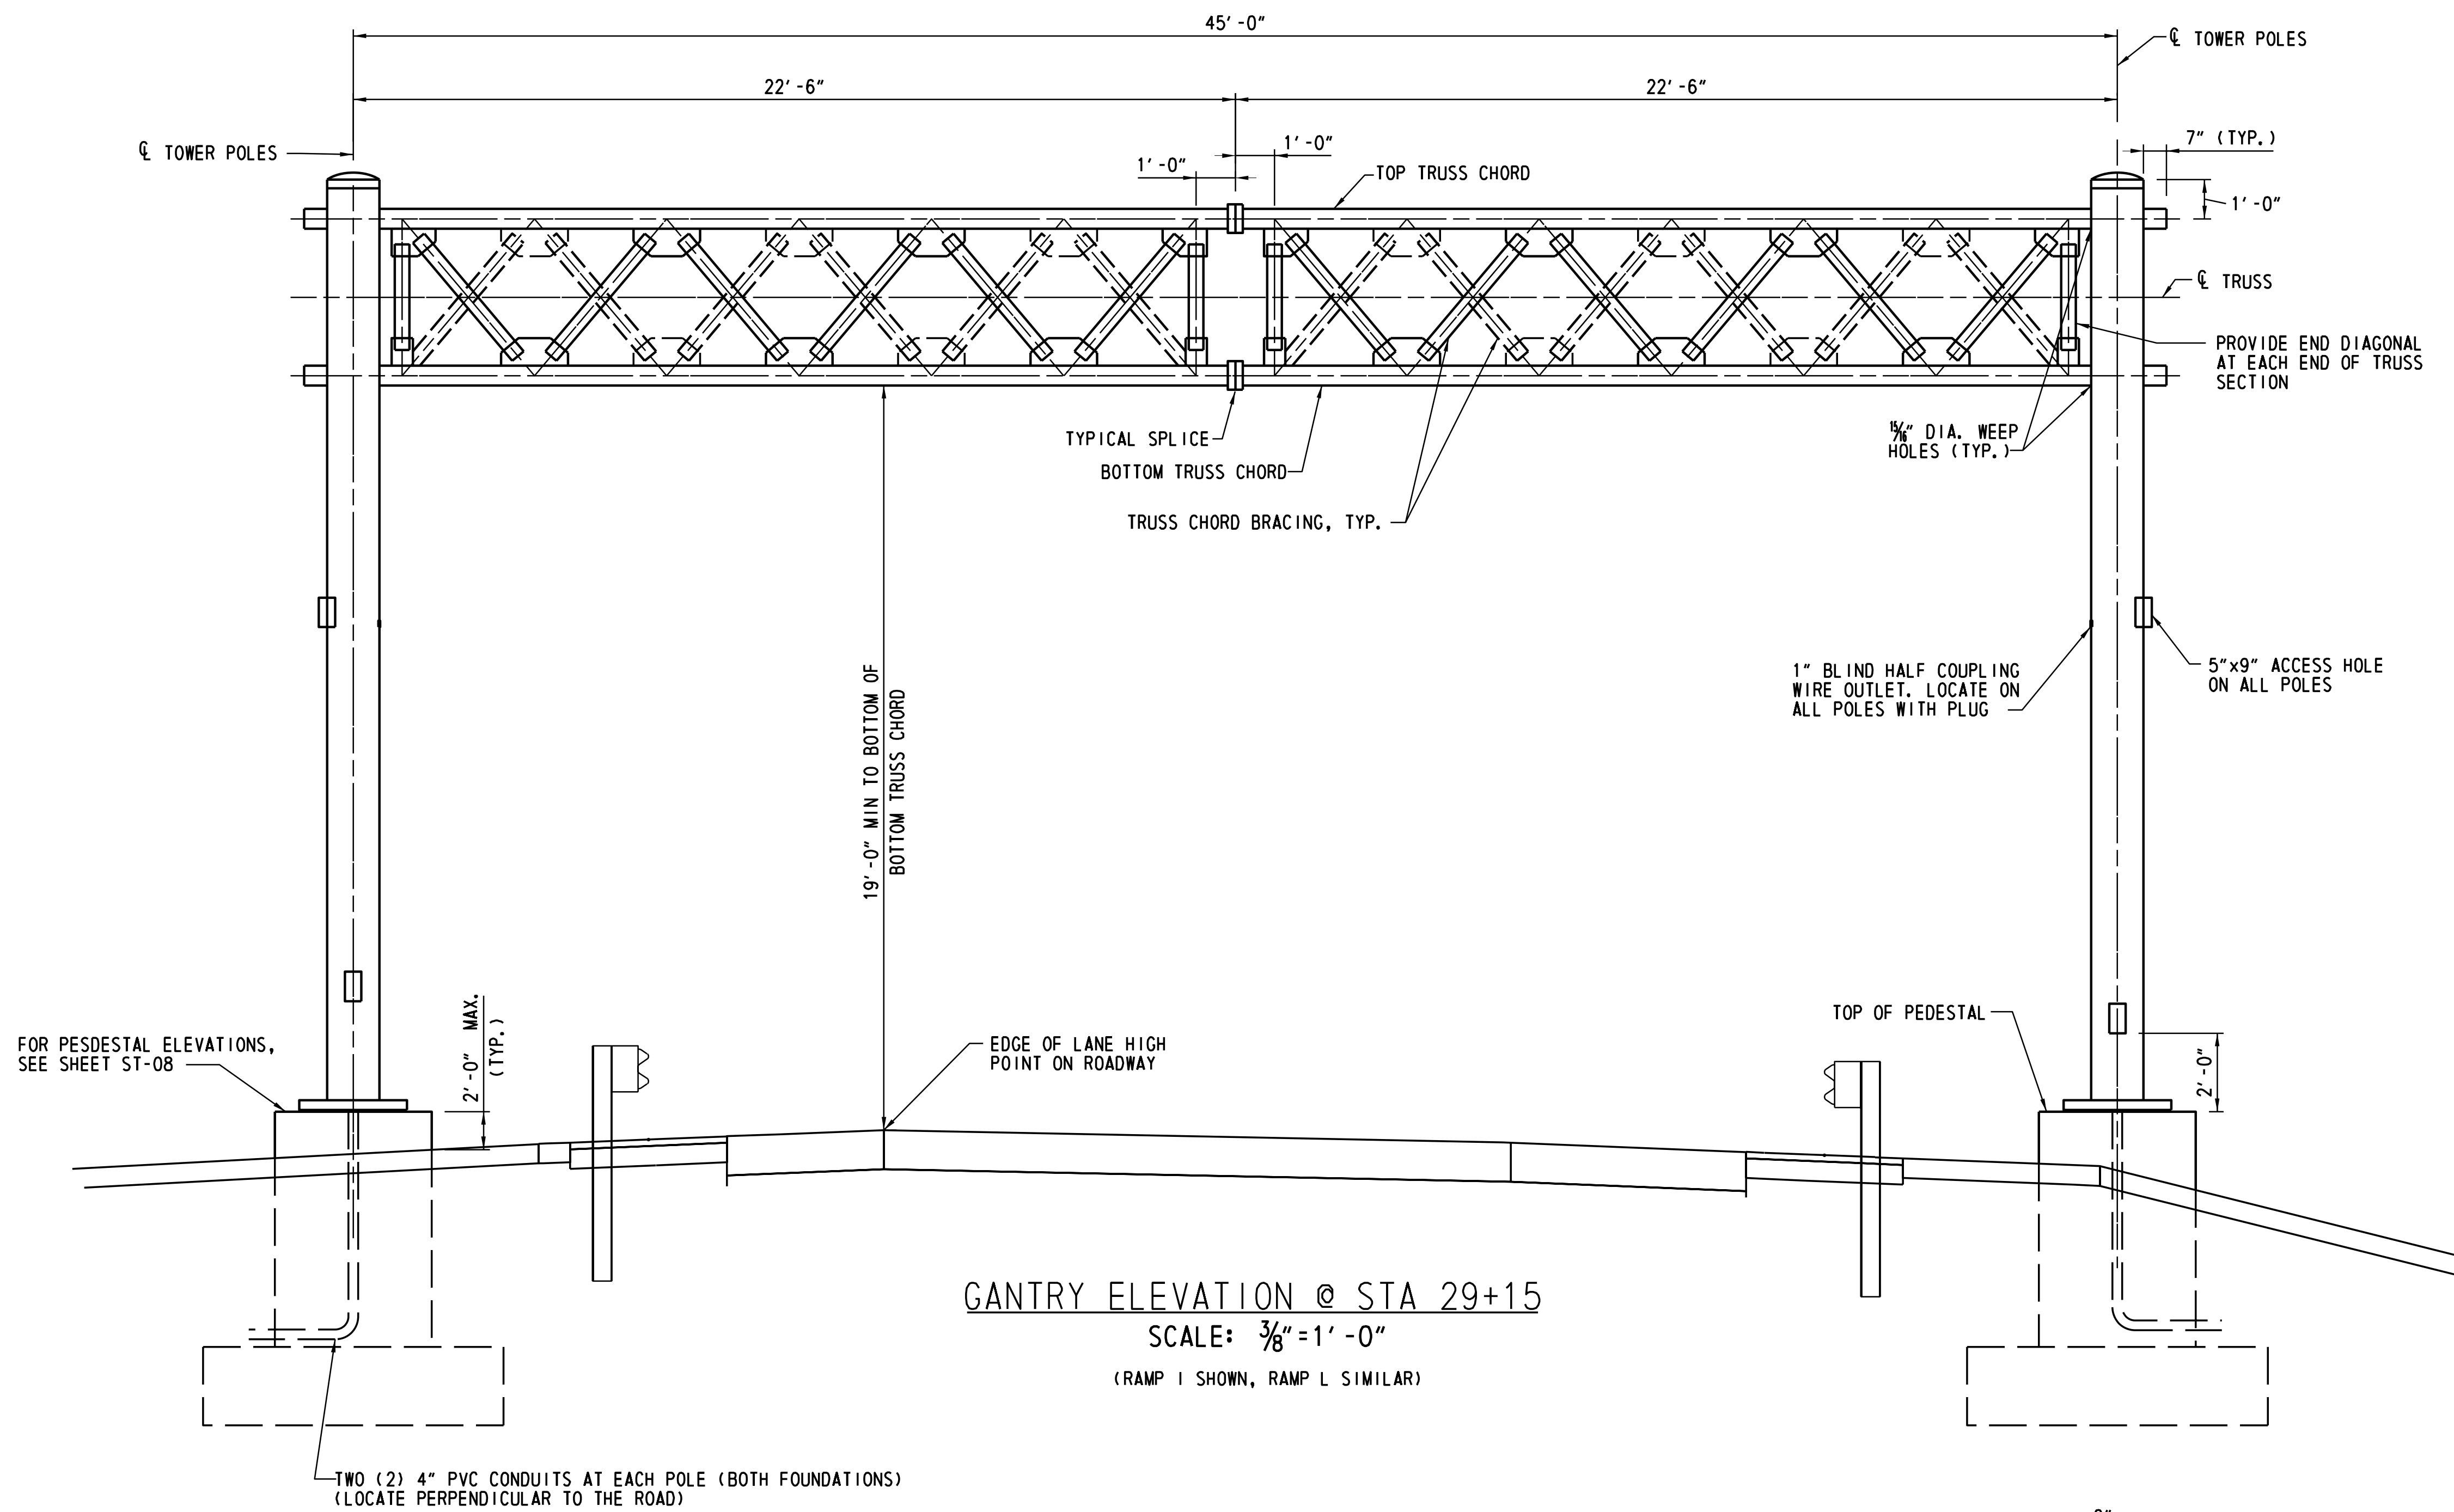 45'-0"
℄ TOWER POLES
22'-6"
22'-6"
℄ TOWER POLES
1'-0"
1'-0"
7" (TYP.)
TOP TRUSS CHORD
1'-0"
℄ TRUSS
PROVIDE END DIAGONAL
AT EACH END OF TRUSS
SECTION
TYPICAL SPLICE
BOTTOM TRUSS CHORD
15/16" DIA. WEEP
HOLES (TYP.)
TRUSS CHORD BRACING, TYP.
19'-0" MIN TO BOTTOM OF
BOTTOM TRUSS CHORD
1" BLIND HALF COUPLING
WIRE OUTLET. LOCATE ON
ALL POLES WITH PLUG
5"x9" ACCESS HOLE
ON ALL POLES
FOR PESDESTAL ELEVATIONS,
SEE SHEET ST-08
2'-0" MAX.
(TYP.)
EDGE OF LANE HIGH
POINT ON ROADWAY
TOP OF PEDESTAL
2'-0"
GANTRY ELEVATION @ STA 29+15
SCALE: 3/8"=1'-0"
(RAMP I SHOWN, RAMP L SIMILAR)
TWO (2) 4" PVC CONDUITS AT EACH POLE (BOTH FOUNDATIONS)
(LOCATE PERPENDICULAR TO THE ROAD)